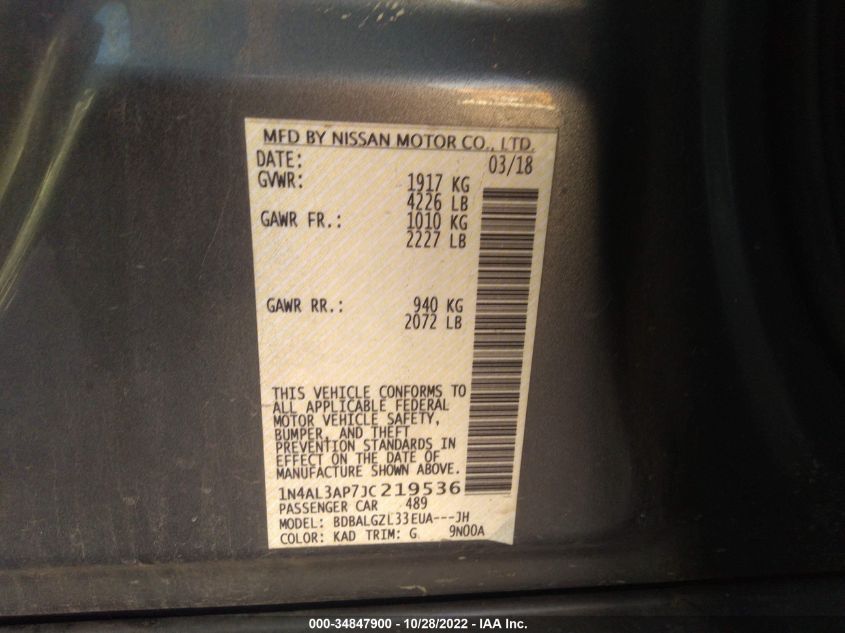 MFD BY NISSAN MOTOR CO., LTD.
DATE: 03/18
GVWR: 1917 KG
4226 LB
GAWR FR.: 1010 KG
2227 LB
GAWR RR.: 940 KG
2072 LB
THIS VEHICLE CONFORMS TO
ALL APPLICABLE FEDERAL
MOTOR VEHICLE SAFETY,
BUMPER, AND THEFT
PREVENTION STANDARDS IN
EFFECT ON THE DATE OF
MANUFACTURE SHOWN ABOVE.
1N4AL3AP7JC219536
PASSENGER CAR 489
MODEL: BDBALGZL33EUA---JH
COLOR: KAD TRIM: G 9N00A
000-34847900 - 10/28/2022 - IAA Inc.